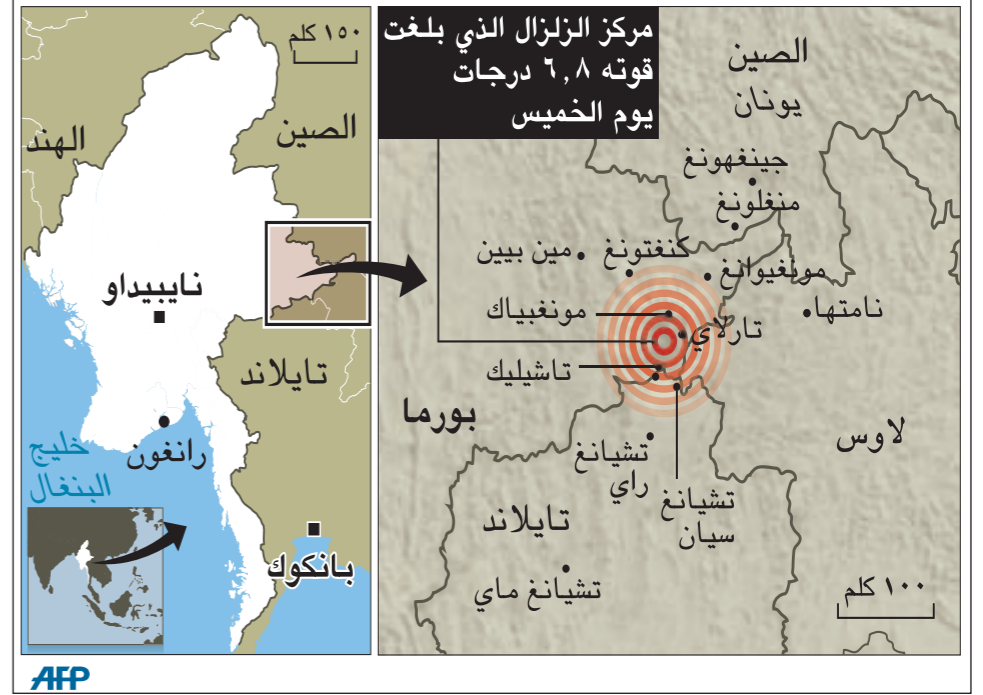 مركز الزلزال الذي بلغت
قوته ٦,٨ درجات
يوم الخميس
الصين
يونان
جينغهونغ
منغلونغ
كنغتونغ
مين بيين
مونغيوانغ
نامتها
مونغبياك
تارلاي
تاشيليك
بورما
لاوس
تشيانغ
راي
تشيانغ
سيان
تايلاند
تشيانغ ماي
١٠٠ كلم
١٥٠ كلم
الهند
الصين
نايبيداو
تايلاند
رانغون
خليج
البنغال
بانكوك
AFP